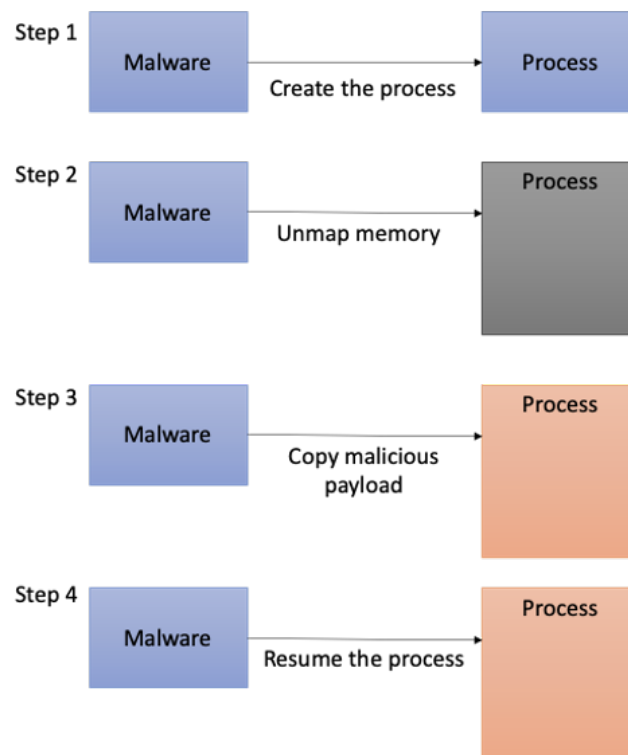 Step 1
Malware
Process
Create the process
Step 2
Process
Malware
Unmap memory
Step 3
Process
Malware
Copy malicious
payload
Step 4
Process
Malware
Resume the process